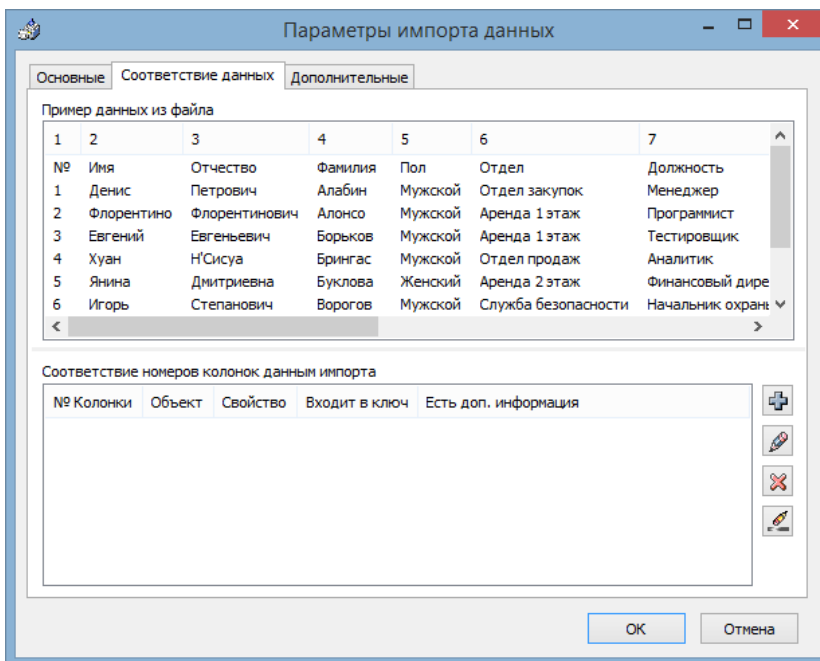 Параметры импорта данных
Основные Соответствие данных Дополнительные
Пример данных из файла
1 2 3 4 5 6 7
№ Имя Отчество Фамилия Пол Отдел Должность
1 Денис Петрович Алабин Мужской Отдел закупок Менеджер
2 Флорентино Флорентинович Алонсо Мужской Аренда 1 этаж Программист
3 Евгений Евгеньевич Борьков Мужской Аренда 1 этаж Тестировщик
4 Хуан Н'Сисуа Брингас Мужской Отдел продаж Аналитик
5 Янина Дмитриевна Буклова Женский Аренда 2 этаж Финансовый дире
6 Игорь Степанович Ворогов Мужской Служба безопасности Начальник охраны
Соответствие номеров колонок данным импорта
№ Колонки Объект Свойство Входит в ключ Есть доп. информация
ОК Отмена